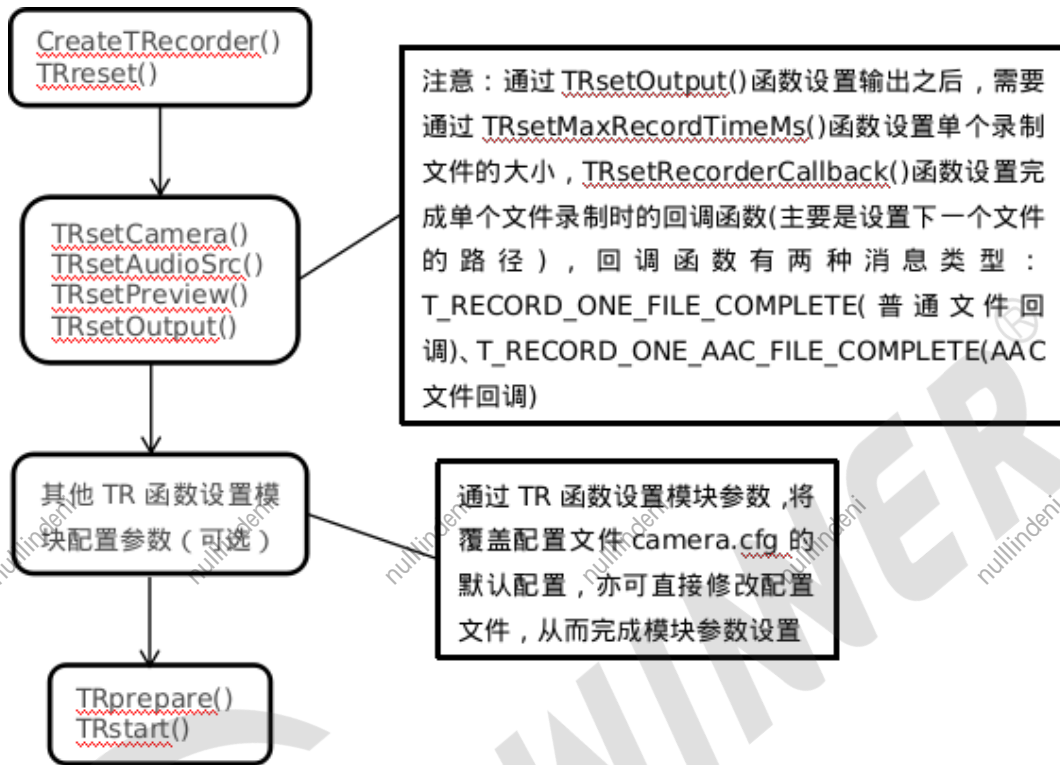 CreateTRecorder()
TRreset()
TRsetCamera()
TRsetAudioSrc()
TRsetPreview()
TRsetOutput()
注意：通过 TRsetOutput()函数设置输出之后，需要
通过 TRsetMaxRecordTimeMs()函数设置单个录制
文件的大小，TRsetRecorderCallback()函数设置完
成单个文件录制时的回调函数(主要是设置下一个文件
的路径)，回调函数有两种消息类型：
T_RECORD_ONE_FILE_COMPLETE(普通文件回
调)、T_RECORD_ONE_AAC_FILE_COMPLETE(AAC
文件回调)
其他 TR 函数设置模
块配置参数（可选）
通过 TR 函数设置模块参数,将
覆盖配置文件 camera.cfg 的
默认配置，亦可直接修改配置
文件，从而完成模块参数设置
TRprepare()
TRstart()
nulllindeni
nulllindeni
nulllindeni
nulllindeni
nulllindeni
nulllindeni
WINNER®